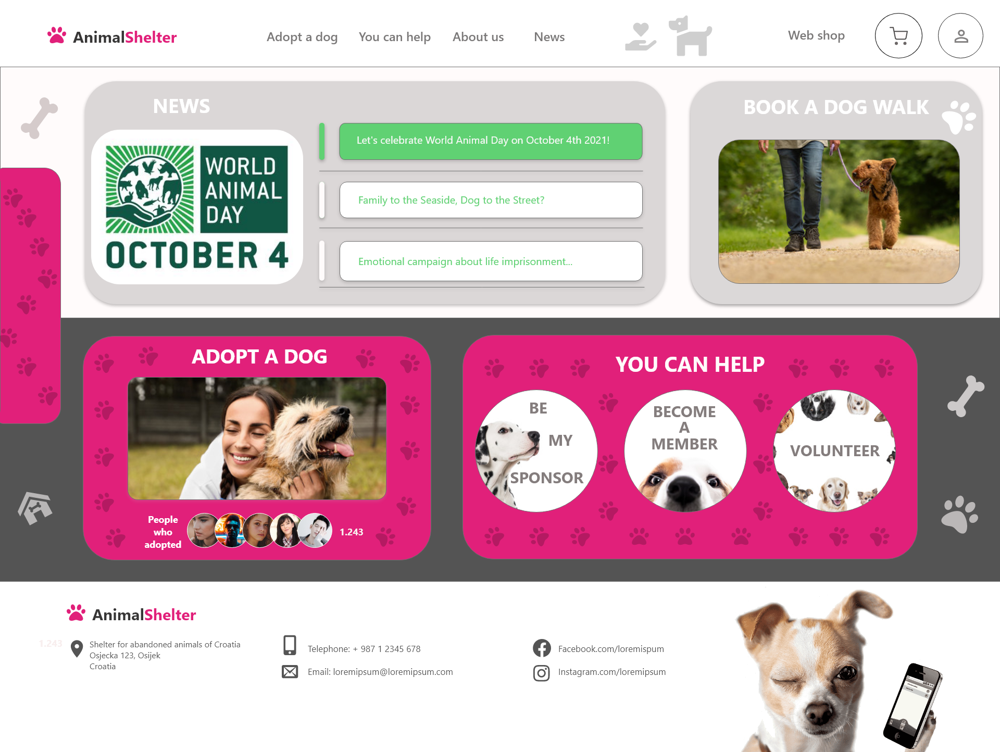 AnimalShelter
Adopt a dog
You can help
About us
News
Web shop
NEWS
WORLD
ANIMAL
DAY
OCTOBER 4
Let's celebrate World Animal Day on October 4th 2021!
Family to the Seaside, Dog to the Street?
Emotional campaign about life imprisonment...
BOOK A DOG WALK
ADOPT A DOG
People
who
adopted
1.243
YOU CAN HELP
BE
MY
SPONSOR
BECOME
A
MEMBER
VOLUNTEER
AnimalShelter
1.243
Shelter for abandoned animals of Croatia
Osjecka 123, Osijek
Croatia
Telephone: + 987 1 2345 678
Email: loremipsum@loremipsum.com
Facebook.com/loremispum
Instagram.com/loremipsum